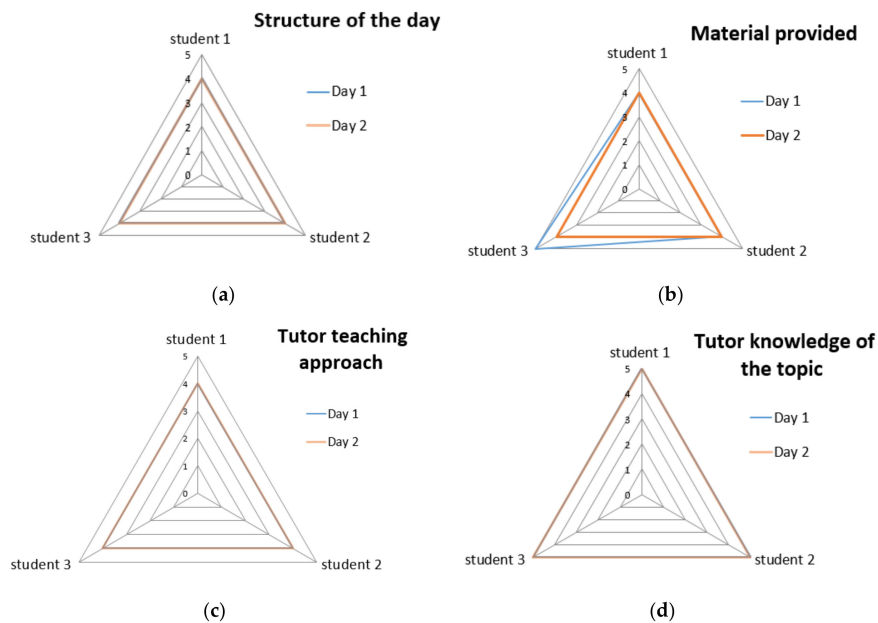 Structure of the day
student 1
5
4
3
2
1
0
Day 1
Day 2
student 3
student 2
(a)
Material provided
student 1
5
4
3
2
1
0
Day 1
Day 2
student 3
student 2
(b)
Tutor teaching
approach
student 1
5
4
3
2
1
0
Day 1
Day 2
student 3
student 2
(c)
Tutor knowledge of
the topic
student 1
5
4
3
2
1
0
Day 1
Day 2
student 3
student 2
(d)